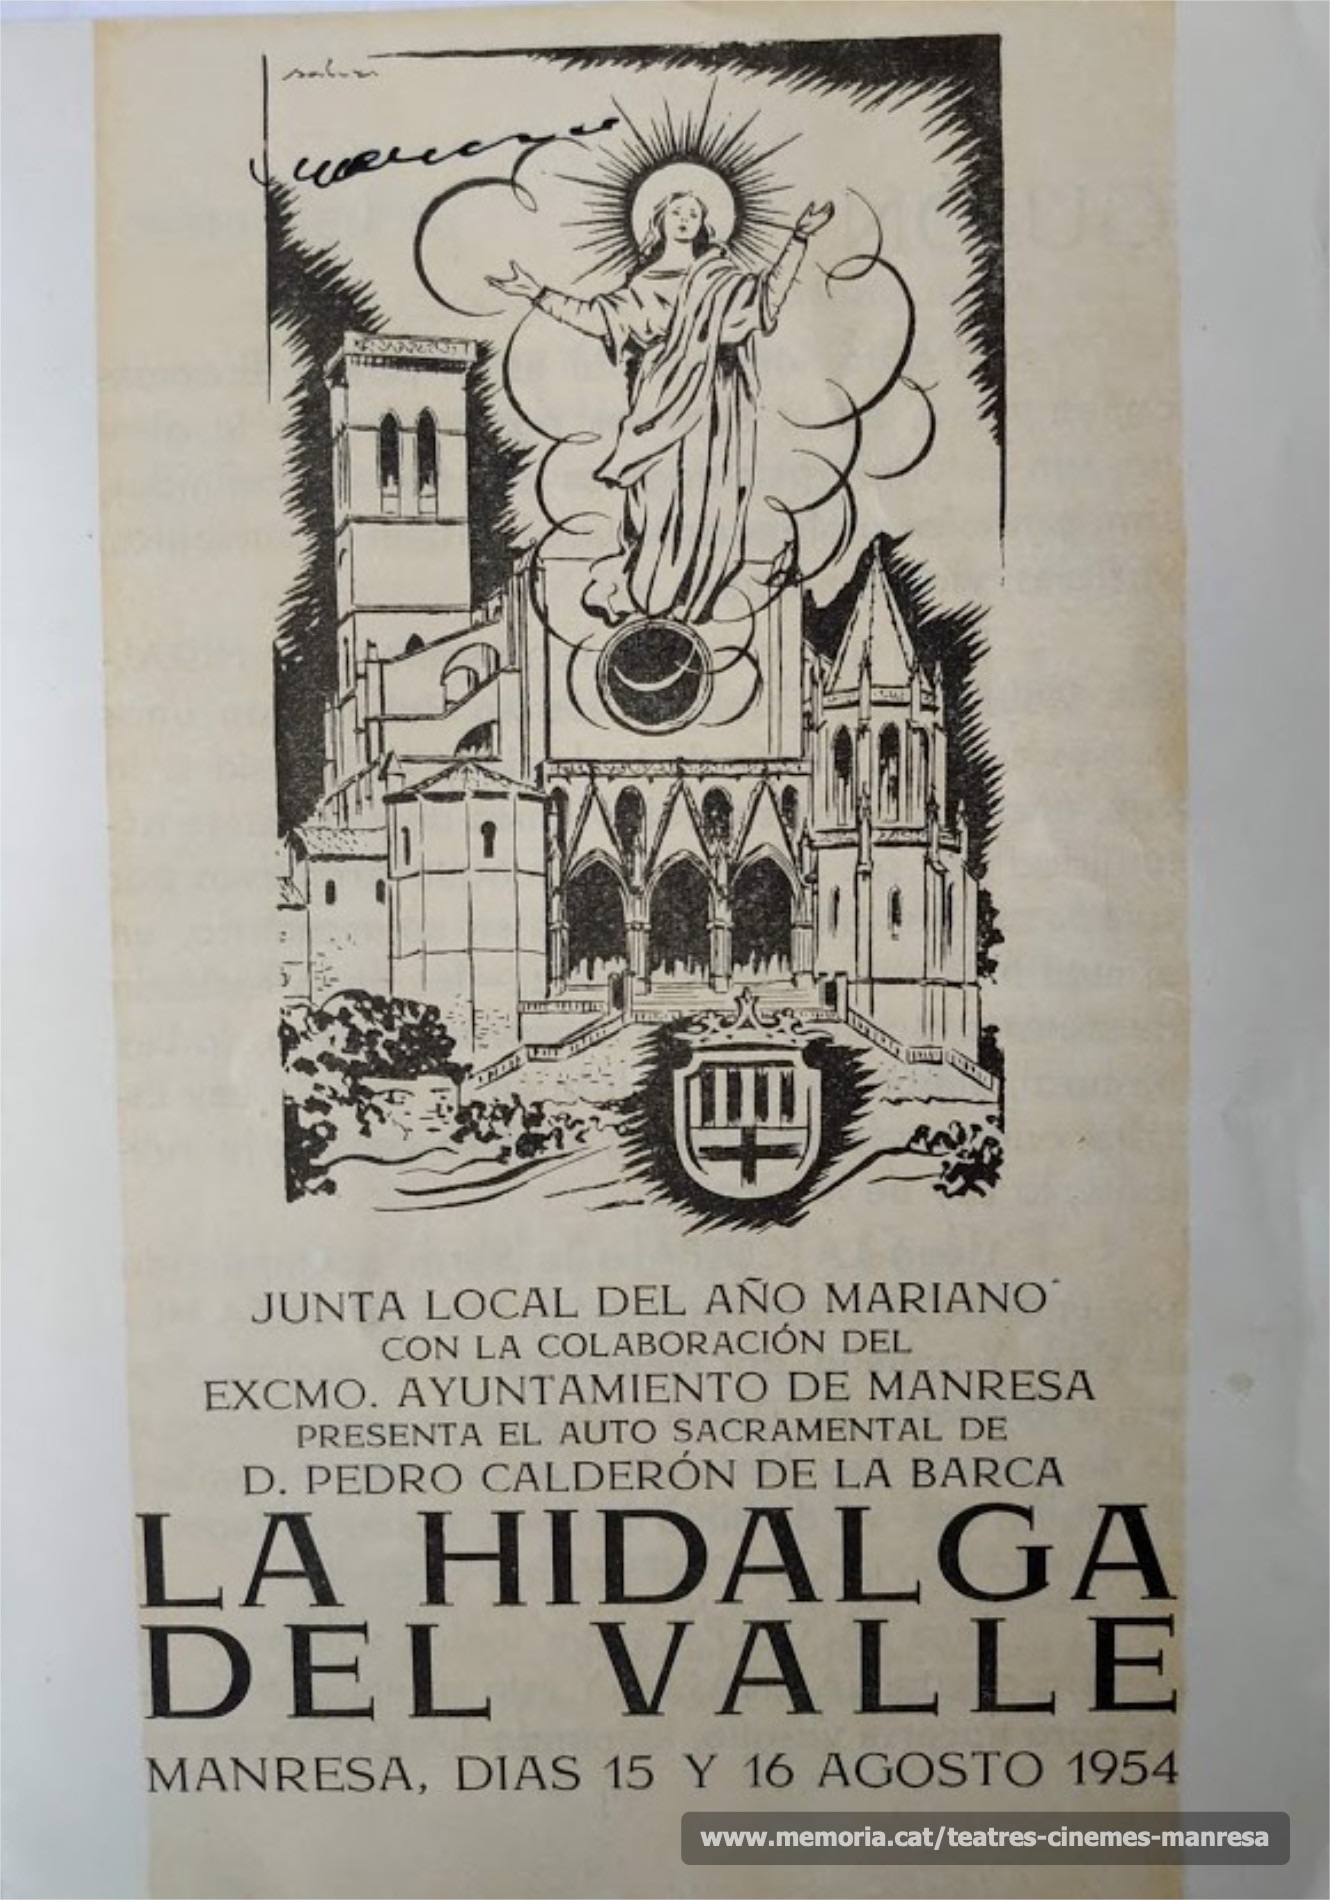 JUNTA LOCAL DEL AÑO MARIANO
CON LA COLABORACIÓN DEL
EXCMO. AYUNTAMIENTO DE MANRESA
PRESENTA EL AUTO SACRAMENTAL DE
D. PEDRO CALDERÓN DE LA BARCA
LA HIDALGA
DEL VALLE
MANRESA, DIAS 15 Y 16 AGOSTO 1954
www.memoria.cat/teatres-cinemes-manresa